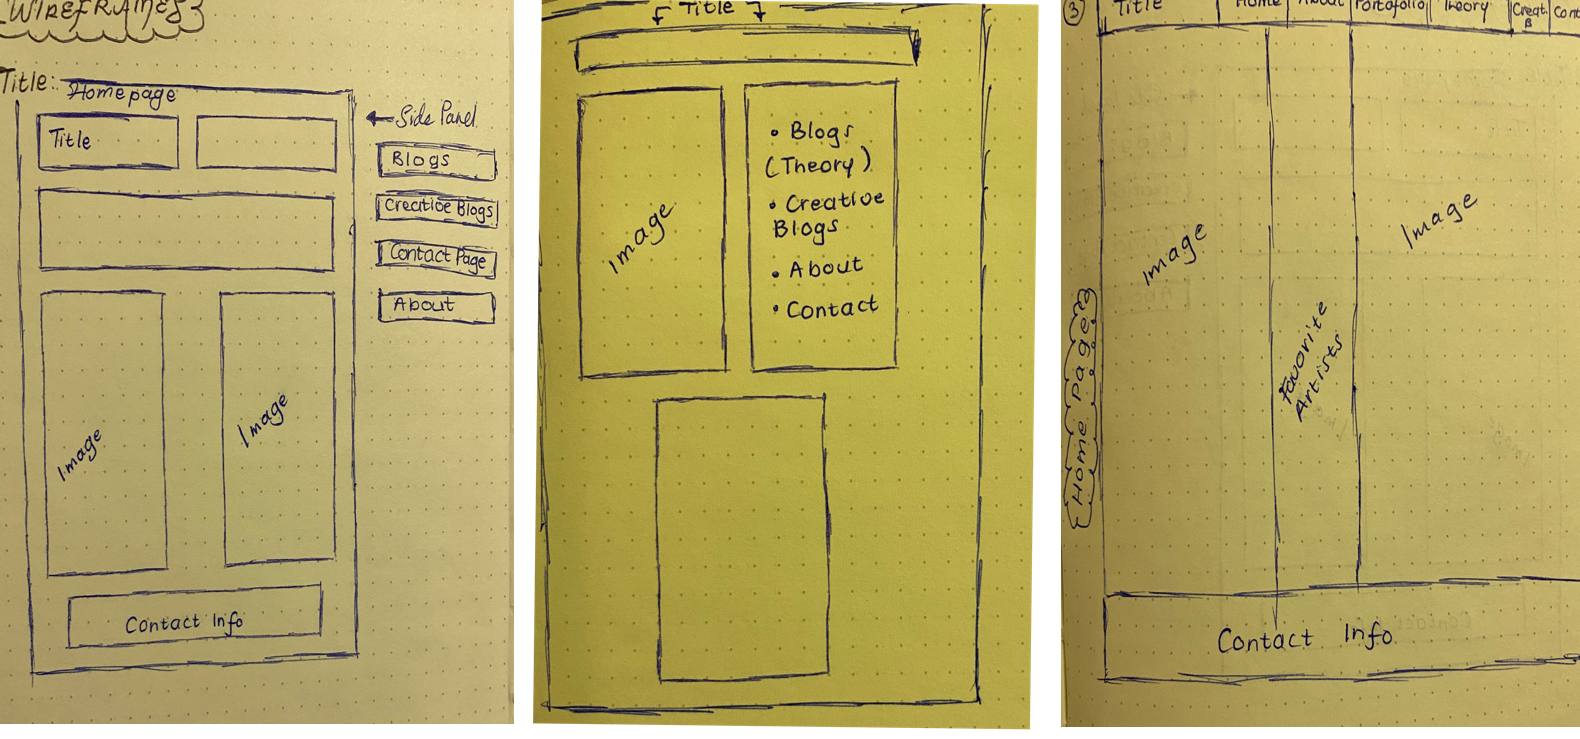 WIREFRAMES
Title:
Homepage
Title
Side Panel
Blogs
Creative Blogs
Contact Page
About
Image
Image
Contact Info
Title
Image
• Blogs
(Theory)
• Creative
Blogs
• About
• Contact
3
Title
Home
About
Portofolio
Theory
Creat.
B
Cont
Home Page
Image
Favorite
Artists
Image
Contact Info